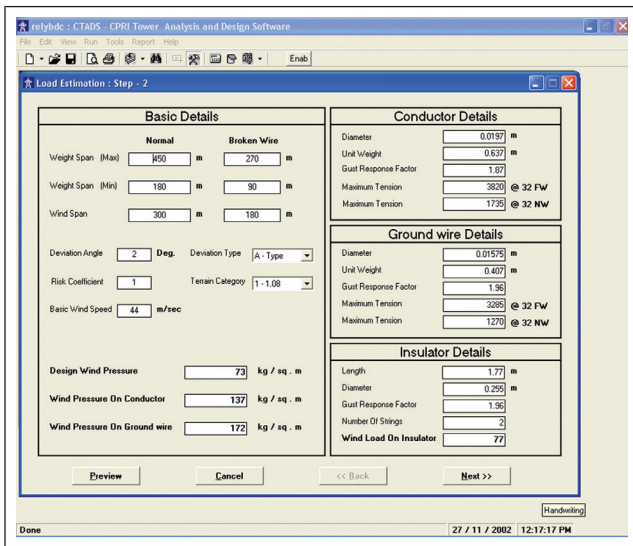 relybdc : CTADS - CPRI Tower Analysis and Design Software
File Edit View Run Tools Report Help
Enab
Load Estimation : Step - 2
Basic Details
Normal Broken Wire
Weight Span (Max) 450 m 270 m
Weight Span (Min) 180 m 90 m
Wind Span 300 m 180 m
Deviation Angle 2 Deg. Deviation Type A - Type
Risk Coefficient 1 Terrain Category 1 - 1.08
Basic Wind Speed 44 m/sec
Design Wind Pressure 73 kg / sq . m
Wind Pressure On Conductor 137 kg / sq . m
Wind Pressure On Ground wire 172 kg / sq . m
Conductor Details
Diameter 0.0197 m
Unit Weight 0.637 m
Gust Response Factor 1.87
Maximum Tension 3820 @ 32 FW
Maximum Tension 1735 @ 32 NW
Ground wire Details
Diameter 0.01575 m
Unit Weight 0.407 m
Gust Response Factor 1.96
Maximum Tension 3285 @ 32 FW
Maximum Tension 1270 @ 32 NW
Insulator Details
Length 1.77 m
Diameter 0.255 m
Gust Response Factor 1.96
Number Of Strings 2
Wind Load On Insulator 77
Preview Cancel << Back Next >>
Handwriting
Done 27 / 11 / 2002 12:17:17 PM